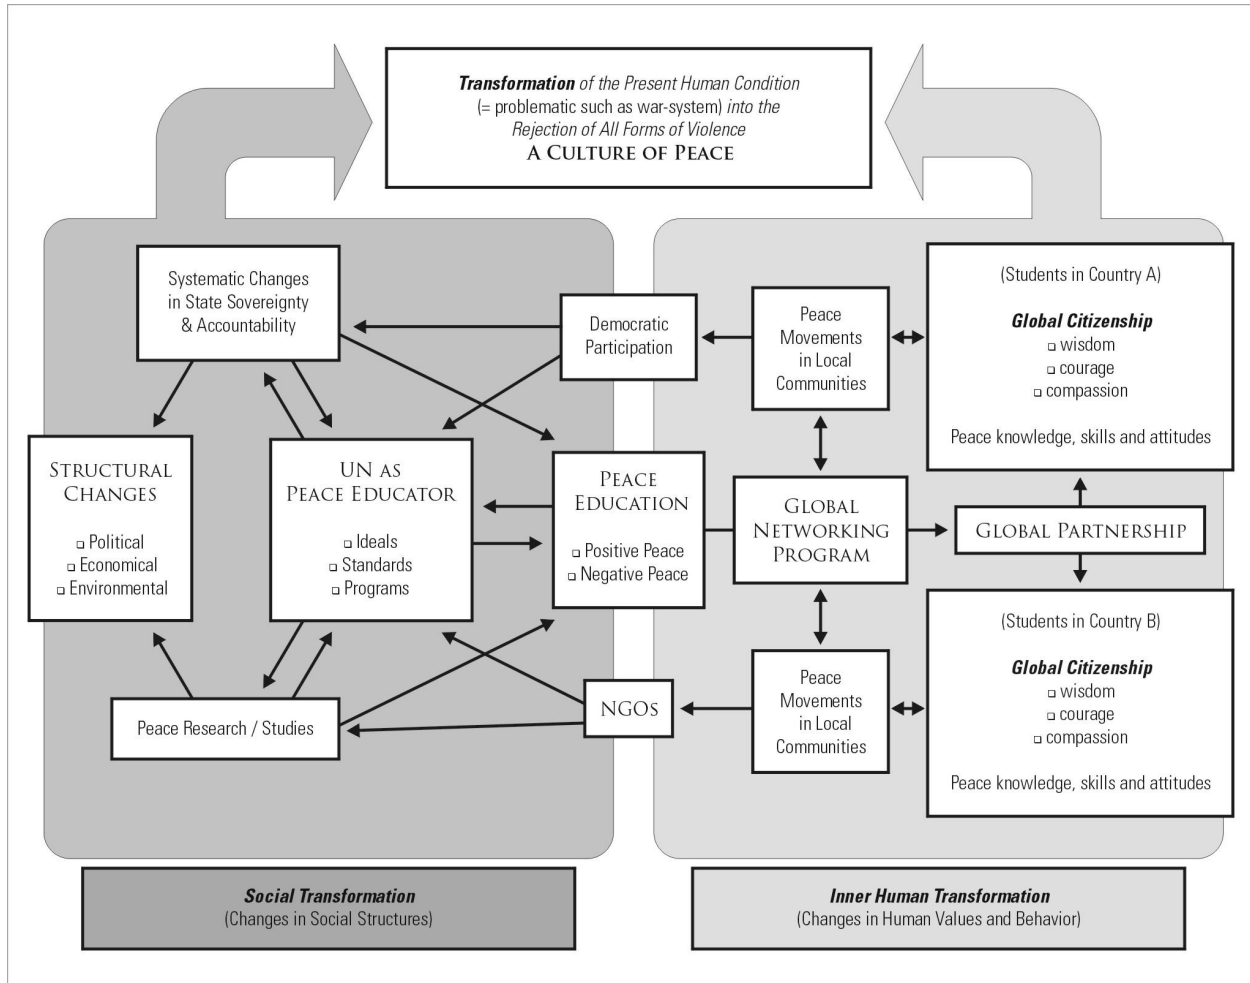 Transformation of the Present Human Condition
(= problematic such as war-system) into the
Rejection of All Forms of Violence
A CULTURE OF PEACE
Systematic Changes
in State Sovereignty
& Accountability
Democratic
Participation
Peace
Movements
in Local
Communities
(Students in Country A)
Global Citizenship
❑ wisdom
❑ courage
❑ compassion
Peace knowledge, skills and attitudes
STRUCTURAL
CHANGES
❑ Political
❑ Economical
❑ Environmental
UN AS
PEACE EDUCATOR
❑ Ideals
❑ Standards
❑ Programs
PEACE
EDUCATION
❑ Positive Peace
❑ Negative Peace
GLOBAL
NETWORKING
PROGRAM
GLOBAL PARTNERSHIP
Peace Research / Studies
NGOS
Peace
Movements
in Local
Communities
(Students in Country B)
Global Citizenship
❑ wisdom
❑ courage
❑ compassion
Peace knowledge, skills and attitudes
Social Transformation
(Changes in Social Structures)
Inner Human Transformation
(Changes in Human Values and Behavior)